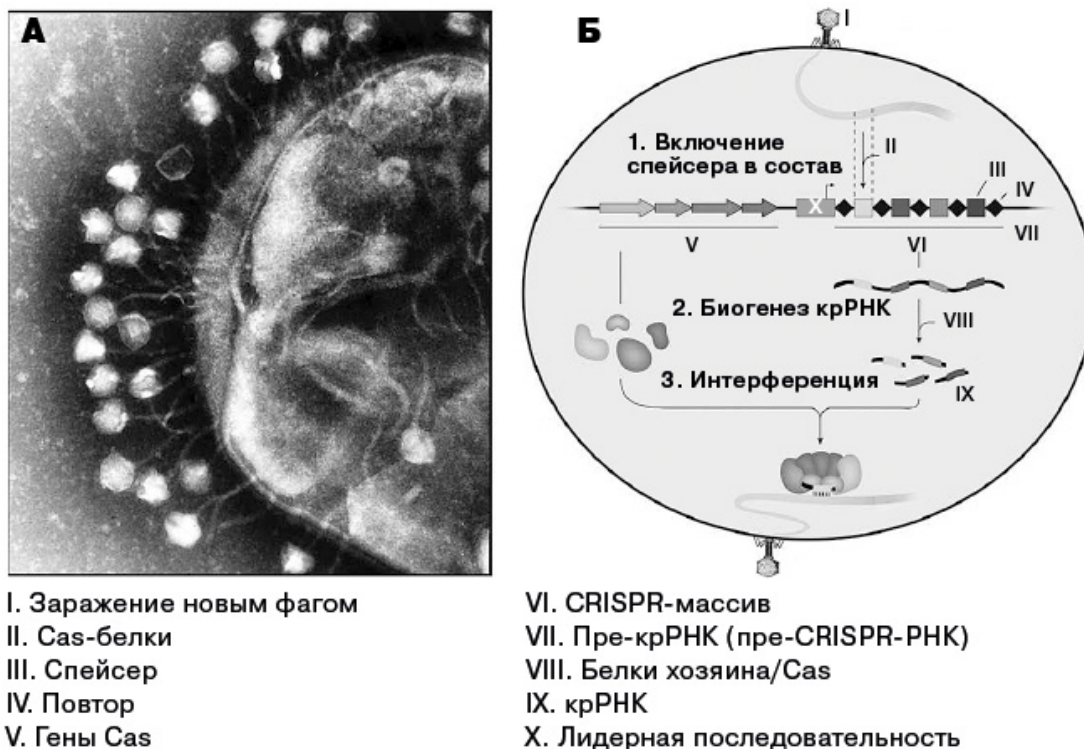 А
Б
I
1. Включение
спейсера в состав
II
III
IV
X
V
VI
VII
2. Биогенез крРНК
VIII
3. Интерференция
IX
I. Заражение новым фагом
II. Cas-белки
III. Спейсер
IV. Повтор
V. Гены Cas
VI. CRISPR-массив
VII. Пре-крРНК (пре-CRISPR-РНК)
VIII. Белки хозяина/Cas
IX. крРНК
X. Лидерная последовательность